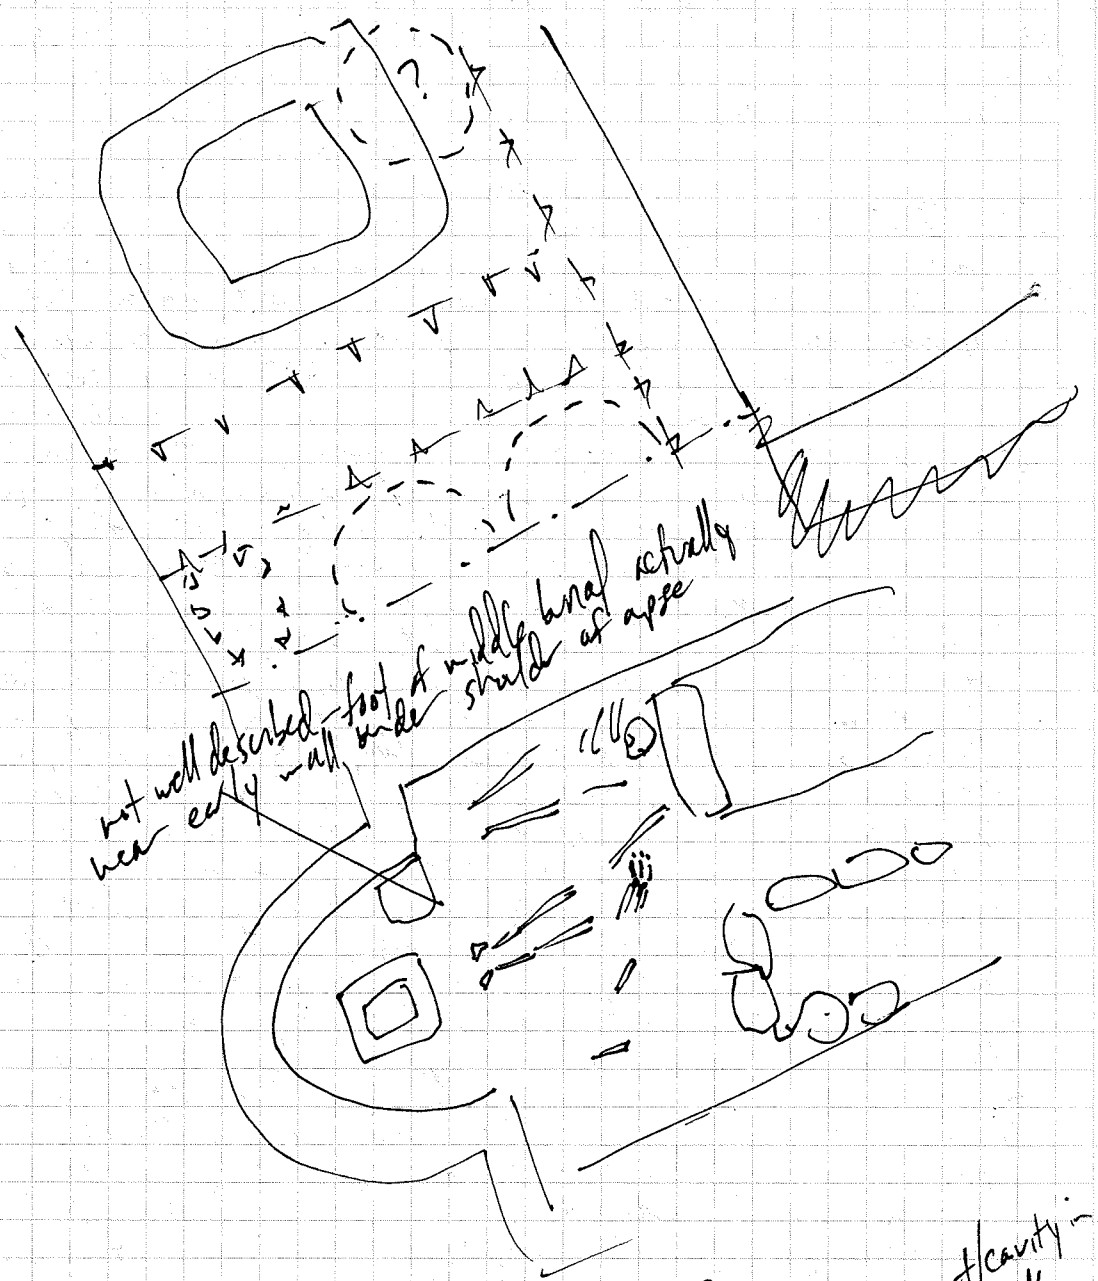 ?
not well described - foot of middle burial actually
near early wall under shoulder of apse
/cavity in